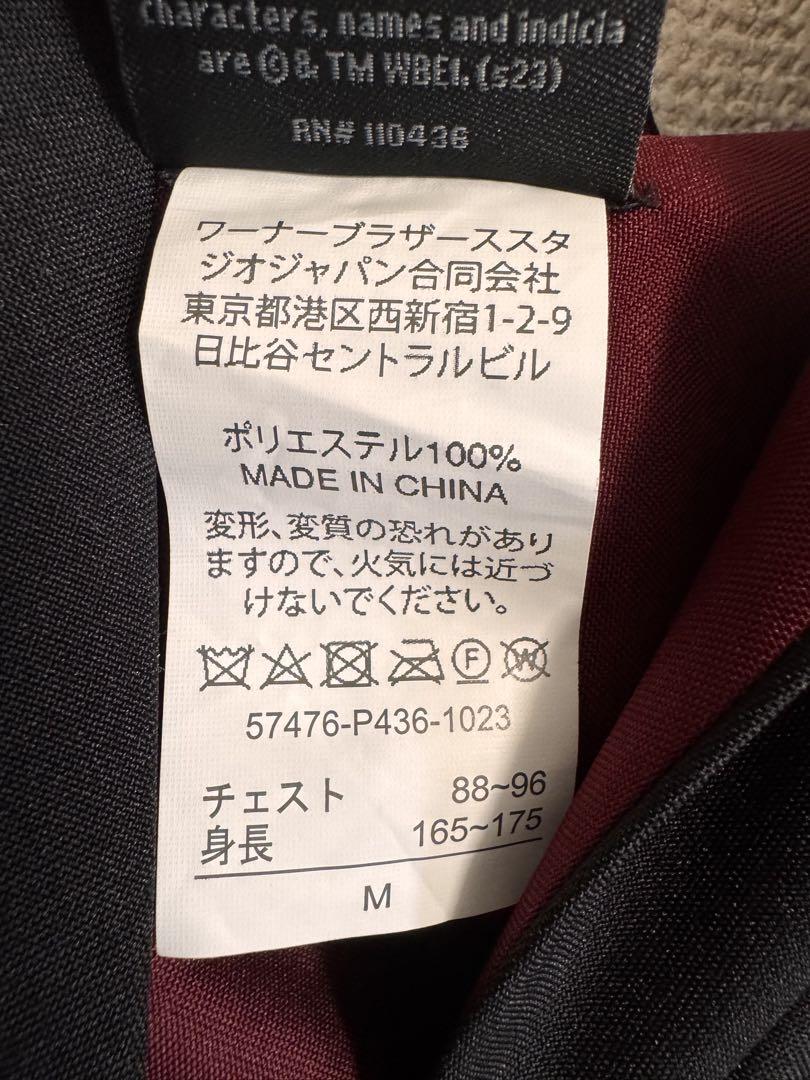 characters, names and indicia
are © & TM WBEI. (s23)
RN# 110436
ワーナーブラザーススタ
ジオジャパン合同会社
東京都港区西新宿1-2-9
日比谷セントラルビル
ポリエステル100%
MADE IN CHINA
変形、変質の恐れがあり
ますので、火気には近づ
けないでください。
F W
57476-P436-1023
チェスト 88~96
身長 165~175
M